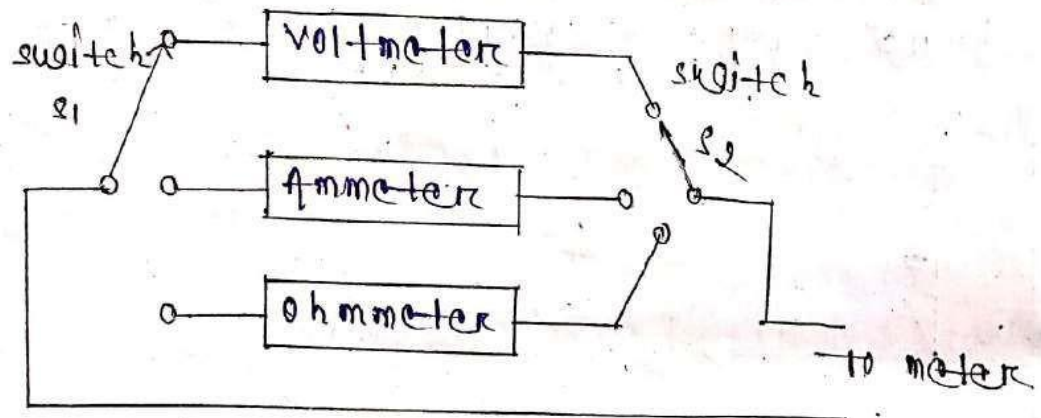 switch
S1
Voltmeter
switch
S2
Ammeter
Ohmmeter
To meter